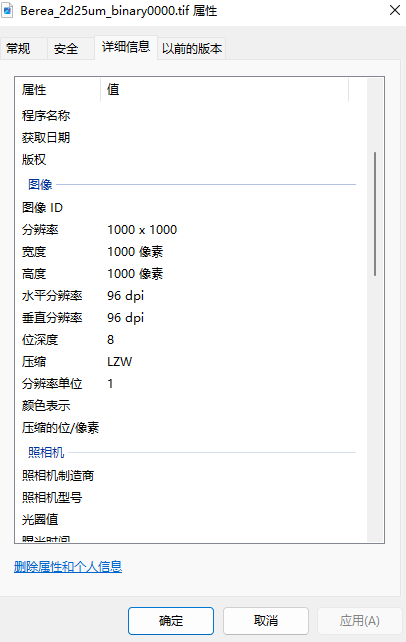 Berea_2d25um_binary0000.tif 属性
常规 安全 详细信息 以前的版本
属性 值
程序名称
获取日期
版权
图像
图像 ID
分辨率 1000 x 1000
宽度 1000 像素
高度 1000 像素
水平分辨率 96 dpi
垂直分辨率 96 dpi
位深度 8
压缩 LZW
分辨率单位 1
颜色表示
压缩的位/像素
照相机
照相机制造商
照相机型号
光圈值
曝光时间
删除属性和个人信息
确定 取消 应用(A)